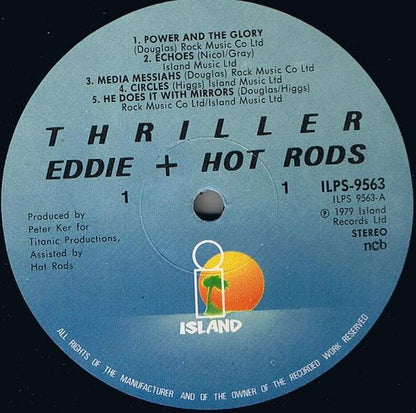 1. POWER AND THE GLORY
(Douglas) Rock Music Co Ltd
2. ECHOES (Nicol/Gray)
Island Music Ltd
3. MEDIA MESSIAHS (Douglas) Rock Music Co Ltd
4. CIRCLES (Higgs) Island Music Ltd
5. HE DOES IT WITH MIRRORS (Douglas/Higgs)
Rock Music Co Ltd/Island Music Ltd
THRILLER
EDDIE + HOT RODS
1
1
ILPS-9563
ILPS 9563-A
Ⓟ 1979 Island
Records Ltd
STEREO
ncb
Produced by
Peter Ker for
Titanic Productions,
Assisted by
Hot Rods
ISLAND
ALL RIGHTS OF THE MANUFACTURER AND OF THE OWNER OF THE RECORDED WORK RESERVED